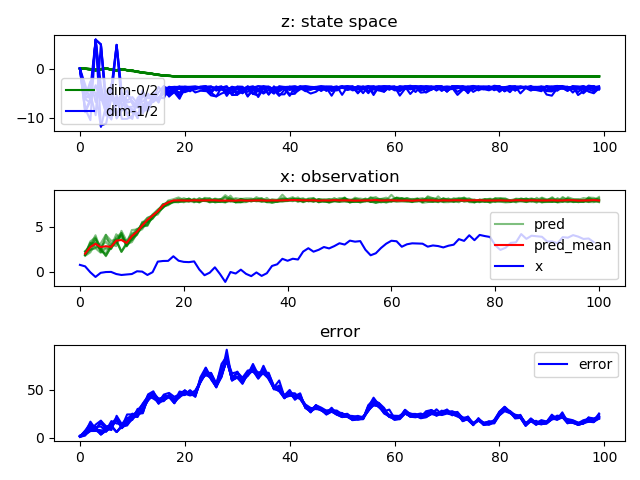 z: state space
0
−10
dim-0/2
dim-1/2
0 20 40 60 80 100
x: observation
5
0
pred
pred_mean
x
0 20 40 60 80 100
error
50
0
error
0 20 40 60 80 100